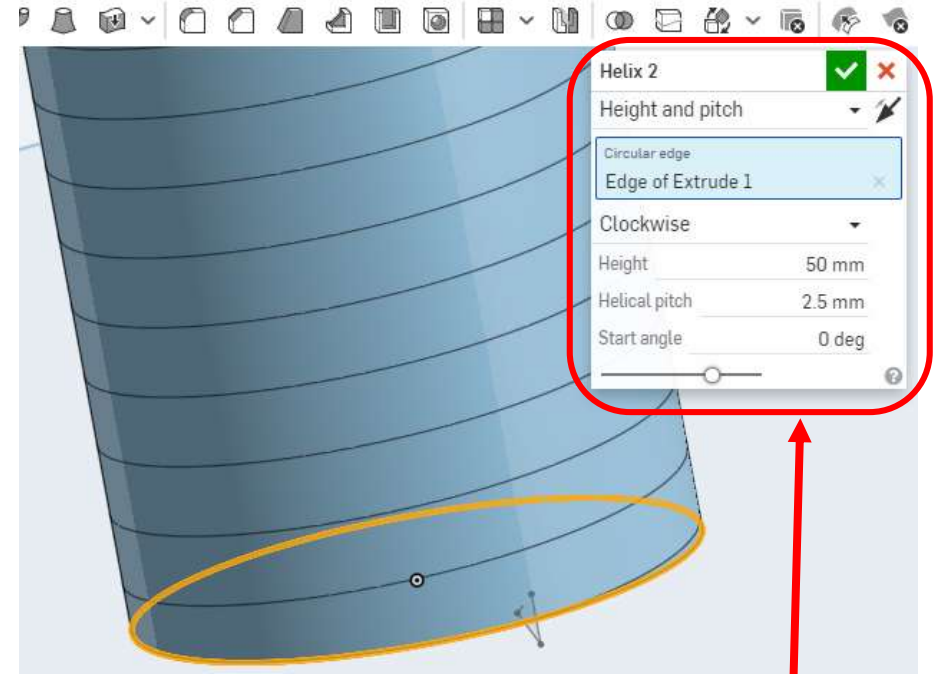 Helix 2
Height and pitch
Circular edge
Edge of Extrude 1
Clockwise
Height 50 mm
Helical pitch 2.5 mm
Start angle 0 deg